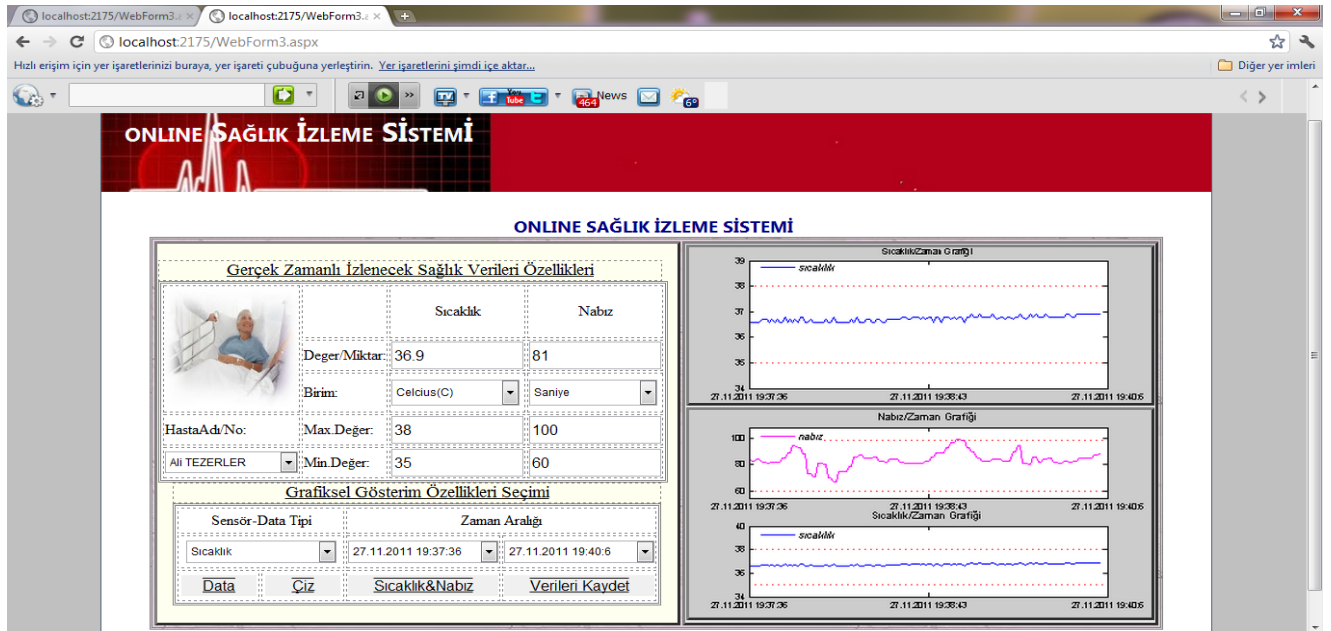 localhost:2175/WebForm3.a
localhost:2175/WebForm3.a
localhost:2175/WebForm3.aspx
Hızlı erişim için yer işaretlerinizi buraya, yer işareti çubuğuna yerleştirin. Yer işaretlerini şimdi içe aktar...
Diğer yer imleri
TV
You Tube
464
News
6°
ONLINE SAĞLIK İZLEME SİSTEMİ
ONLINE SAĞLIK İZLEME SİSTEMİ
Gerçek Zamanlı İzlenecek Sağlık Verileri Özellikleri
Sıcaklık Nabız
Deger/Miktar: 36.9 81
Birim: Celcius(C) Saniye
HastaAdı/No: Max.Değer: 38 100
Ali TEZERLER Min.Değer: 35 60
Grafiksel Gösterim Özellikleri Seçimi
Sensör-Data Tipi Zaman Aralığı
Sıcaklık 27.11.2011 19:37:36 27.11.2011 19:40:6
Data Çiz Sıcaklık&Nabız Verileri Kaydet
Sıcaklık/Zaman Grafiği
39
sıcaklık
38
37
36
35
34
27.11.2011 19:37:36 27.11.2011 19:38:43 27.11.2011 19:40:6
Nabız/Zaman Grafiği
100
nabız
80
60
27.11.2011 19:37:36 27.11.2011 19:38:43 27.11.2011 19:40:6
Sıcaklık/Zaman Grafiği
40
sıcaklık
38
36
34
27.11.2011 19:37:36 27.11.2011 19:38:43 27.11.2011 19:40:6